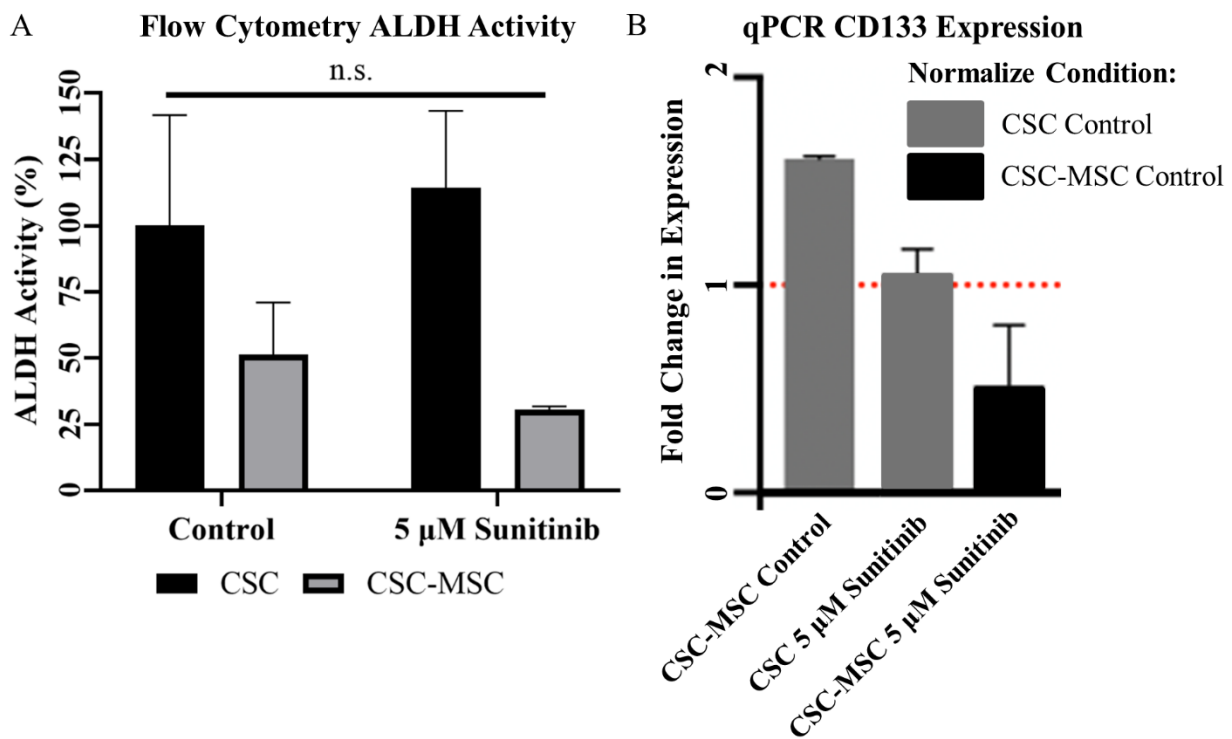 A
Flow Cytometry ALDH Activity
n.s.
ALDH Activity (%)
150
125
100
75
50
25
0
Control
5 μM Sunitinib
CSC
CSC-MSC
B
qPCR CD133 Expression
Normalize Condition:
CSC Control
CSC-MSC Control
Fold Change in Expression
2
1
0
CSC-MSC Control
CSC 5 μM Sunitinib
CSC-MSC 5 μM Sunitinib